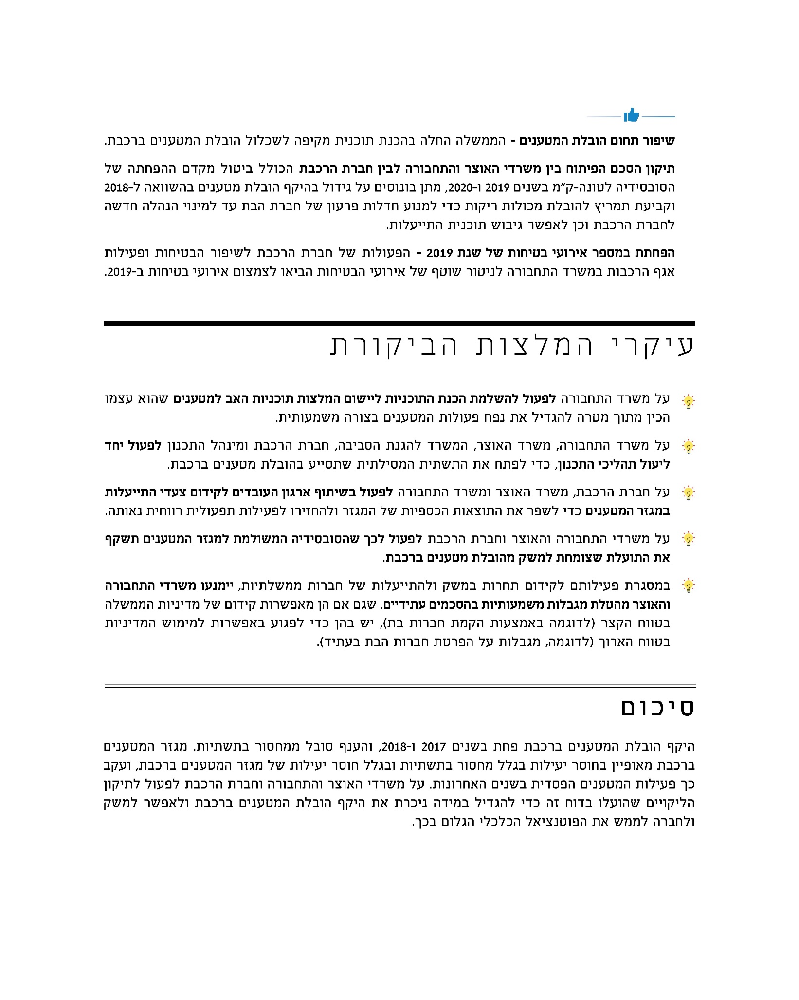 שיפור תחום הובלת המטענים - הממשלה החלה בהכנת תוכנית מקיפה לשכלול הובלת המטענים ברכבת.
תיקון הסכם הפיתוח בין משרדי האוצר והתחבורה לבין חברת הרכבת הכולל ביטול מקדם ההפחתה של
הסובסידיה לטונה-ק"מ בשנים 2019 ו-2020, מתן בונוסים על גידול בהיקף הובלת מטענים בהשוואה ל-2018
וקביעת תמריץ להובלת מכולות ריקות כדי למנוע חדלות פרעון של חברת הבת עד למינוי הנהלה חדשה
לחברת הרכבת וכן לאפשר גיבוש תוכנית התייעלות.
הפחתת במספר אירועי בטיחות של שנת 2019 - הפעולות של חברת הרכבת לשיפור הבטיחות ופעילות
אגף הרכבות במשרד התחבורה לניטור שוטף של אירועי הבטיחות הביאו לצמצום אירועי בטיחות ב-2019.
עיקרי המלצות הביקורת
על משרד התחבורה לפעול להשלמת הכנת התוכניות ליישום המלצות תוכניות האב למטענים שהוא עצמו
הכין מתוך מטרה להגדיל את נפח פעולות המטענים בצורה משמעותית.
על משרד התחבורה, משרד האוצר, המשרד להגנת הסביבה, חברת הרכבת ומינהל התכנון לפעול יחד
ליעול תהליכי התכנון, כדי לפתח את התשתית המסילתית שתסייע בהובלת מטענים ברכבת.
על חברת הרכבת, משרד האוצר ומשרד התחבורה לפעול בשיתוף ארגון העובדים לקידום צעדי התייעלות
במגזר המטענים כדי לשפר את התוצאות הכספיות של המגזר ולהחזירו לפעילות תפעולית רווחית נאותה.
על משרדי התחבורה והאוצר וחברת הרכבת לפעול לכך שהסובסידיה המשולמת למגזר המטענים תשקף
את התועלת שצומחת למשק מהובלת מטענים ברכבת.
במסגרת פעילותם לקידום תחרות במשק ולהתייעלות של חברות ממשלתיות, יימנעו משרדי התחבורה
והאוצר מהטלת מגבלות משמעותיות בהסכמים עתידיים, שגם אם הן מאפשרות קידום של מדיניות הממשלה
בטווח הקצר (לדוגמה באמצעות הקמת חברות בת), יש בהן כדי לפגוע באפשרות למימוש המדיניות
בטווח הארוך (לדוגמה, מגבלות על הפרטת חברות הבת בעתיד).
סיכום
היקף הובלת המטענים ברכבת פחת בשנים 2017 ו-2018, והענף סובל ממחסור בתשתיות. מגזר המטענים
ברכבת מאופיין בחוסר יעילות בגלל מחסור בתשתיות ובגלל חוסר יעילות של מגזר המטענים ברכבת, ועקב
כך פעילות המטענים הפסדית בשנים האחרונות. על משרדי האוצר והתחבורה וחברת הרכבת לפעול לתיקון
הליקויים שהועלו בדוח זה כדי להגדיל במידה ניכרת את היקף הובלת המטענים ברכבת ולאפשר למשק
ולחברה לממש את הפוטנציאל הכלכלי הגלום בכך.